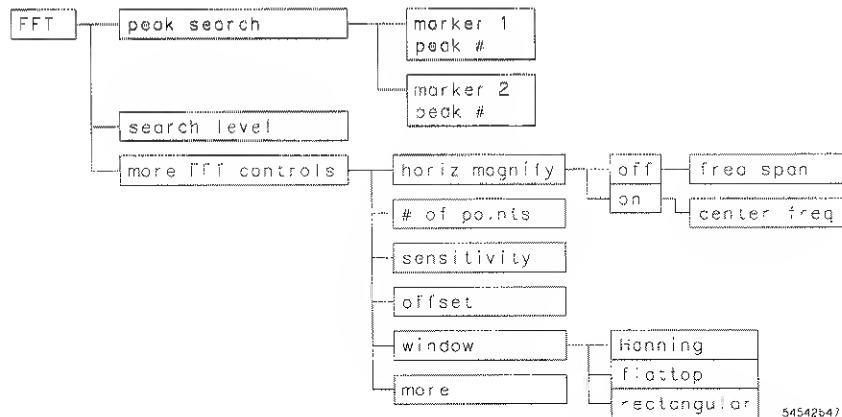 FFT
peak search
marker 1
peak #
marker 2
peak #
search level
more FFT controls
horiz magnify
off
freq span
on
center freq
# of points
sensitivity
offset
window
Hanning
flattop
rectangular
more
54542b47